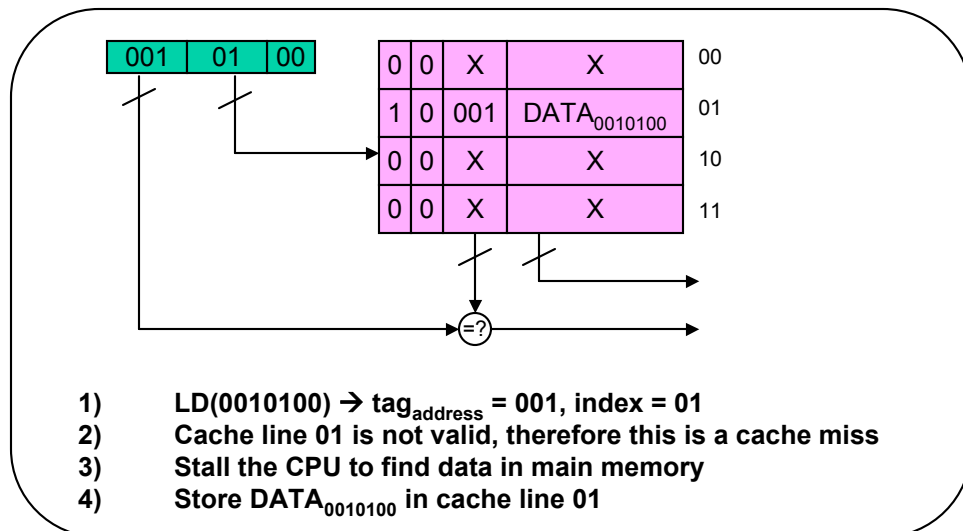 001 01 00
0 0 X X 00
1 0 001 DATA0010100 01
0 0 X X 10
0 0 X X 11
=?
1) LD(0010100) → tagaddress = 001, index = 01
2) Cache line 01 is not valid, therefore this is a cache miss
3) Stall the CPU to find data in main memory
4) Store DATA0010100 in cache line 01